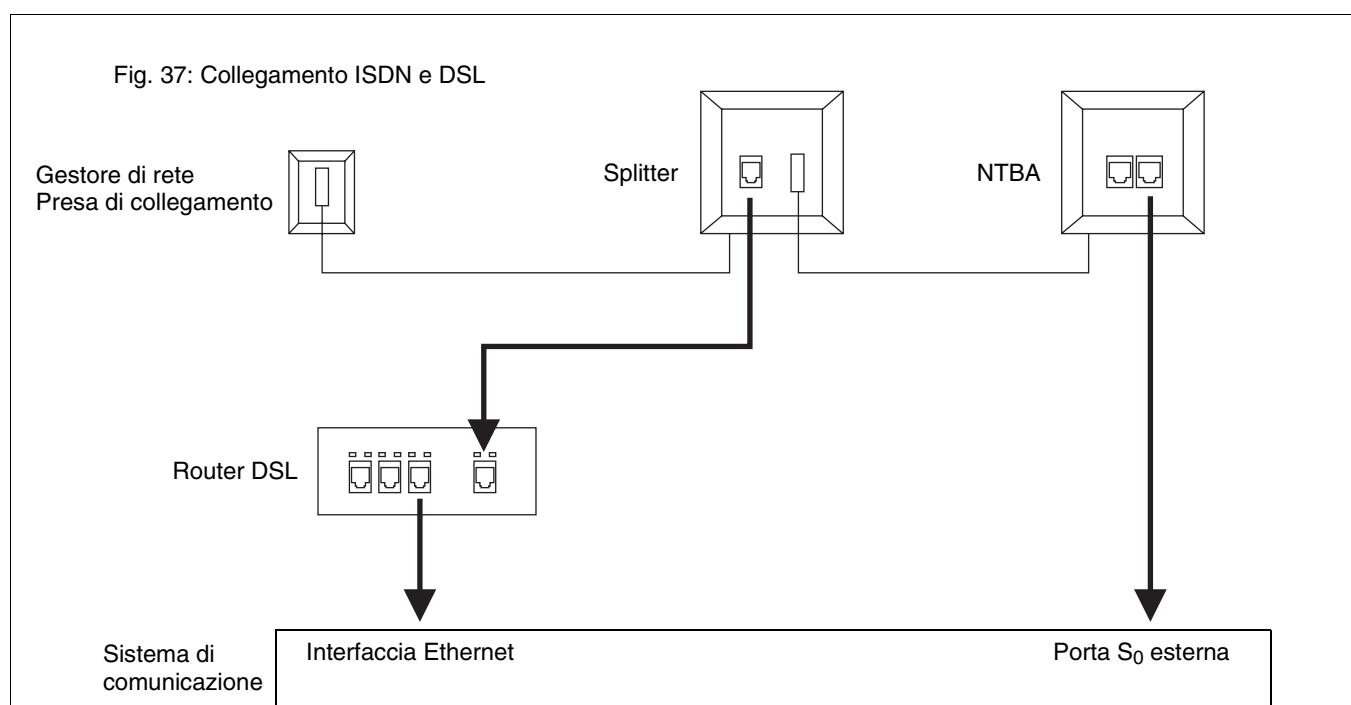 Fig. 37: Collegamento ISDN e DSL
Gestore di rete
Presa di collegamento
Splitter
NTBA
Router DSL
Sistema di
comunicazione
Interfaccia Ethernet
Porta S0 esterna